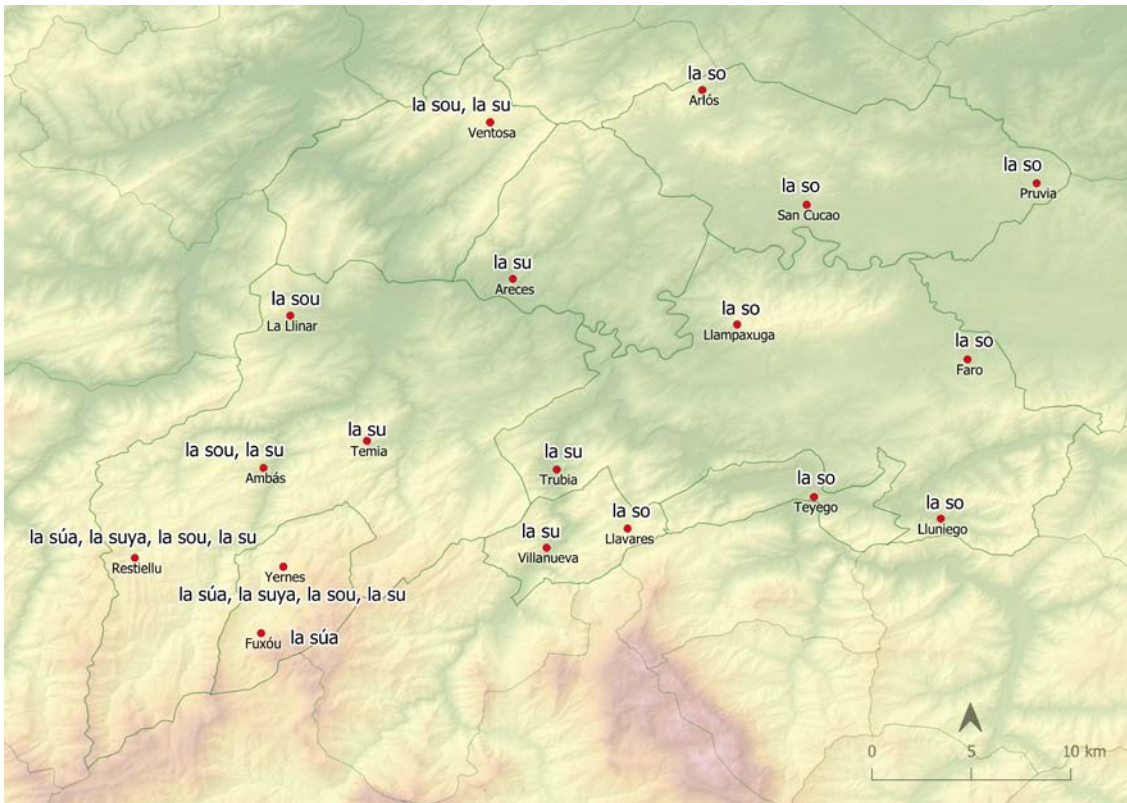 la so
Arlós
la sou, la su
Ventosa
la so
Pruvia
la so
San Cucao
la su
Areces
la sou
La Llinar
la so
Llampaxuga
la so
Faro
la su
Temia
la sou, la su
Ambás
la su
Trubia
la so
Teyego
la so
Lluniego
la so
Llavares
la su
Villanueva
la súa, la suya, la sou, la su
Restiellu
Yernes
la súa, la suya, la sou, la su
Fuxóu la súa
0 5 10 km